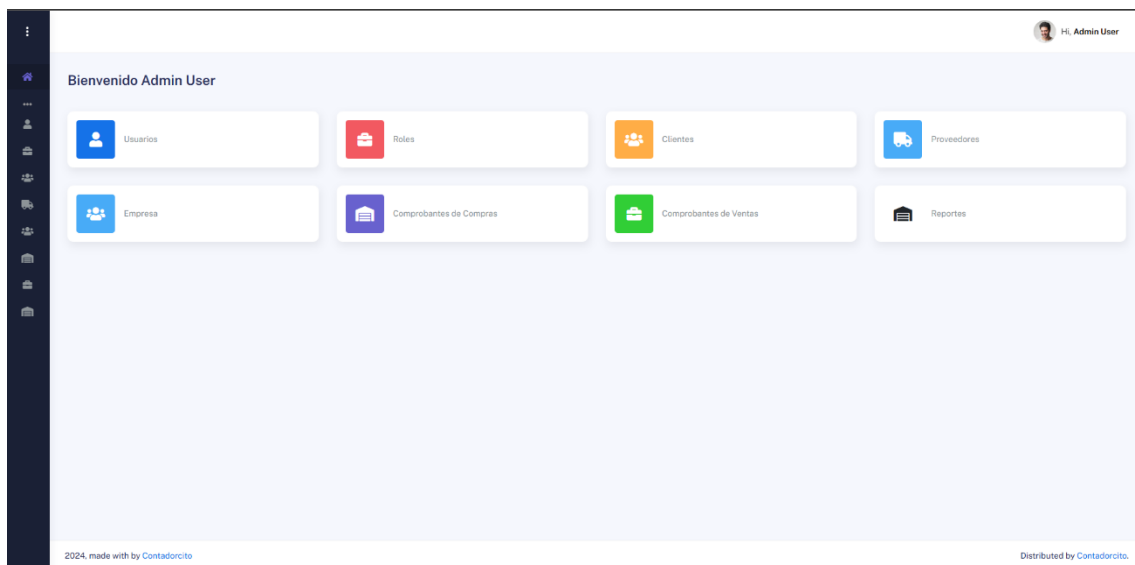 Hi, Admin User
Bienvenido Admin User
Usuarios
Roles
Clientes
Proveedores
Empresa
Comprobantes de Compras
Comprobantes de Ventas
Reportes
2024, made with by Contadorcito
Distributed by Contadorcito.